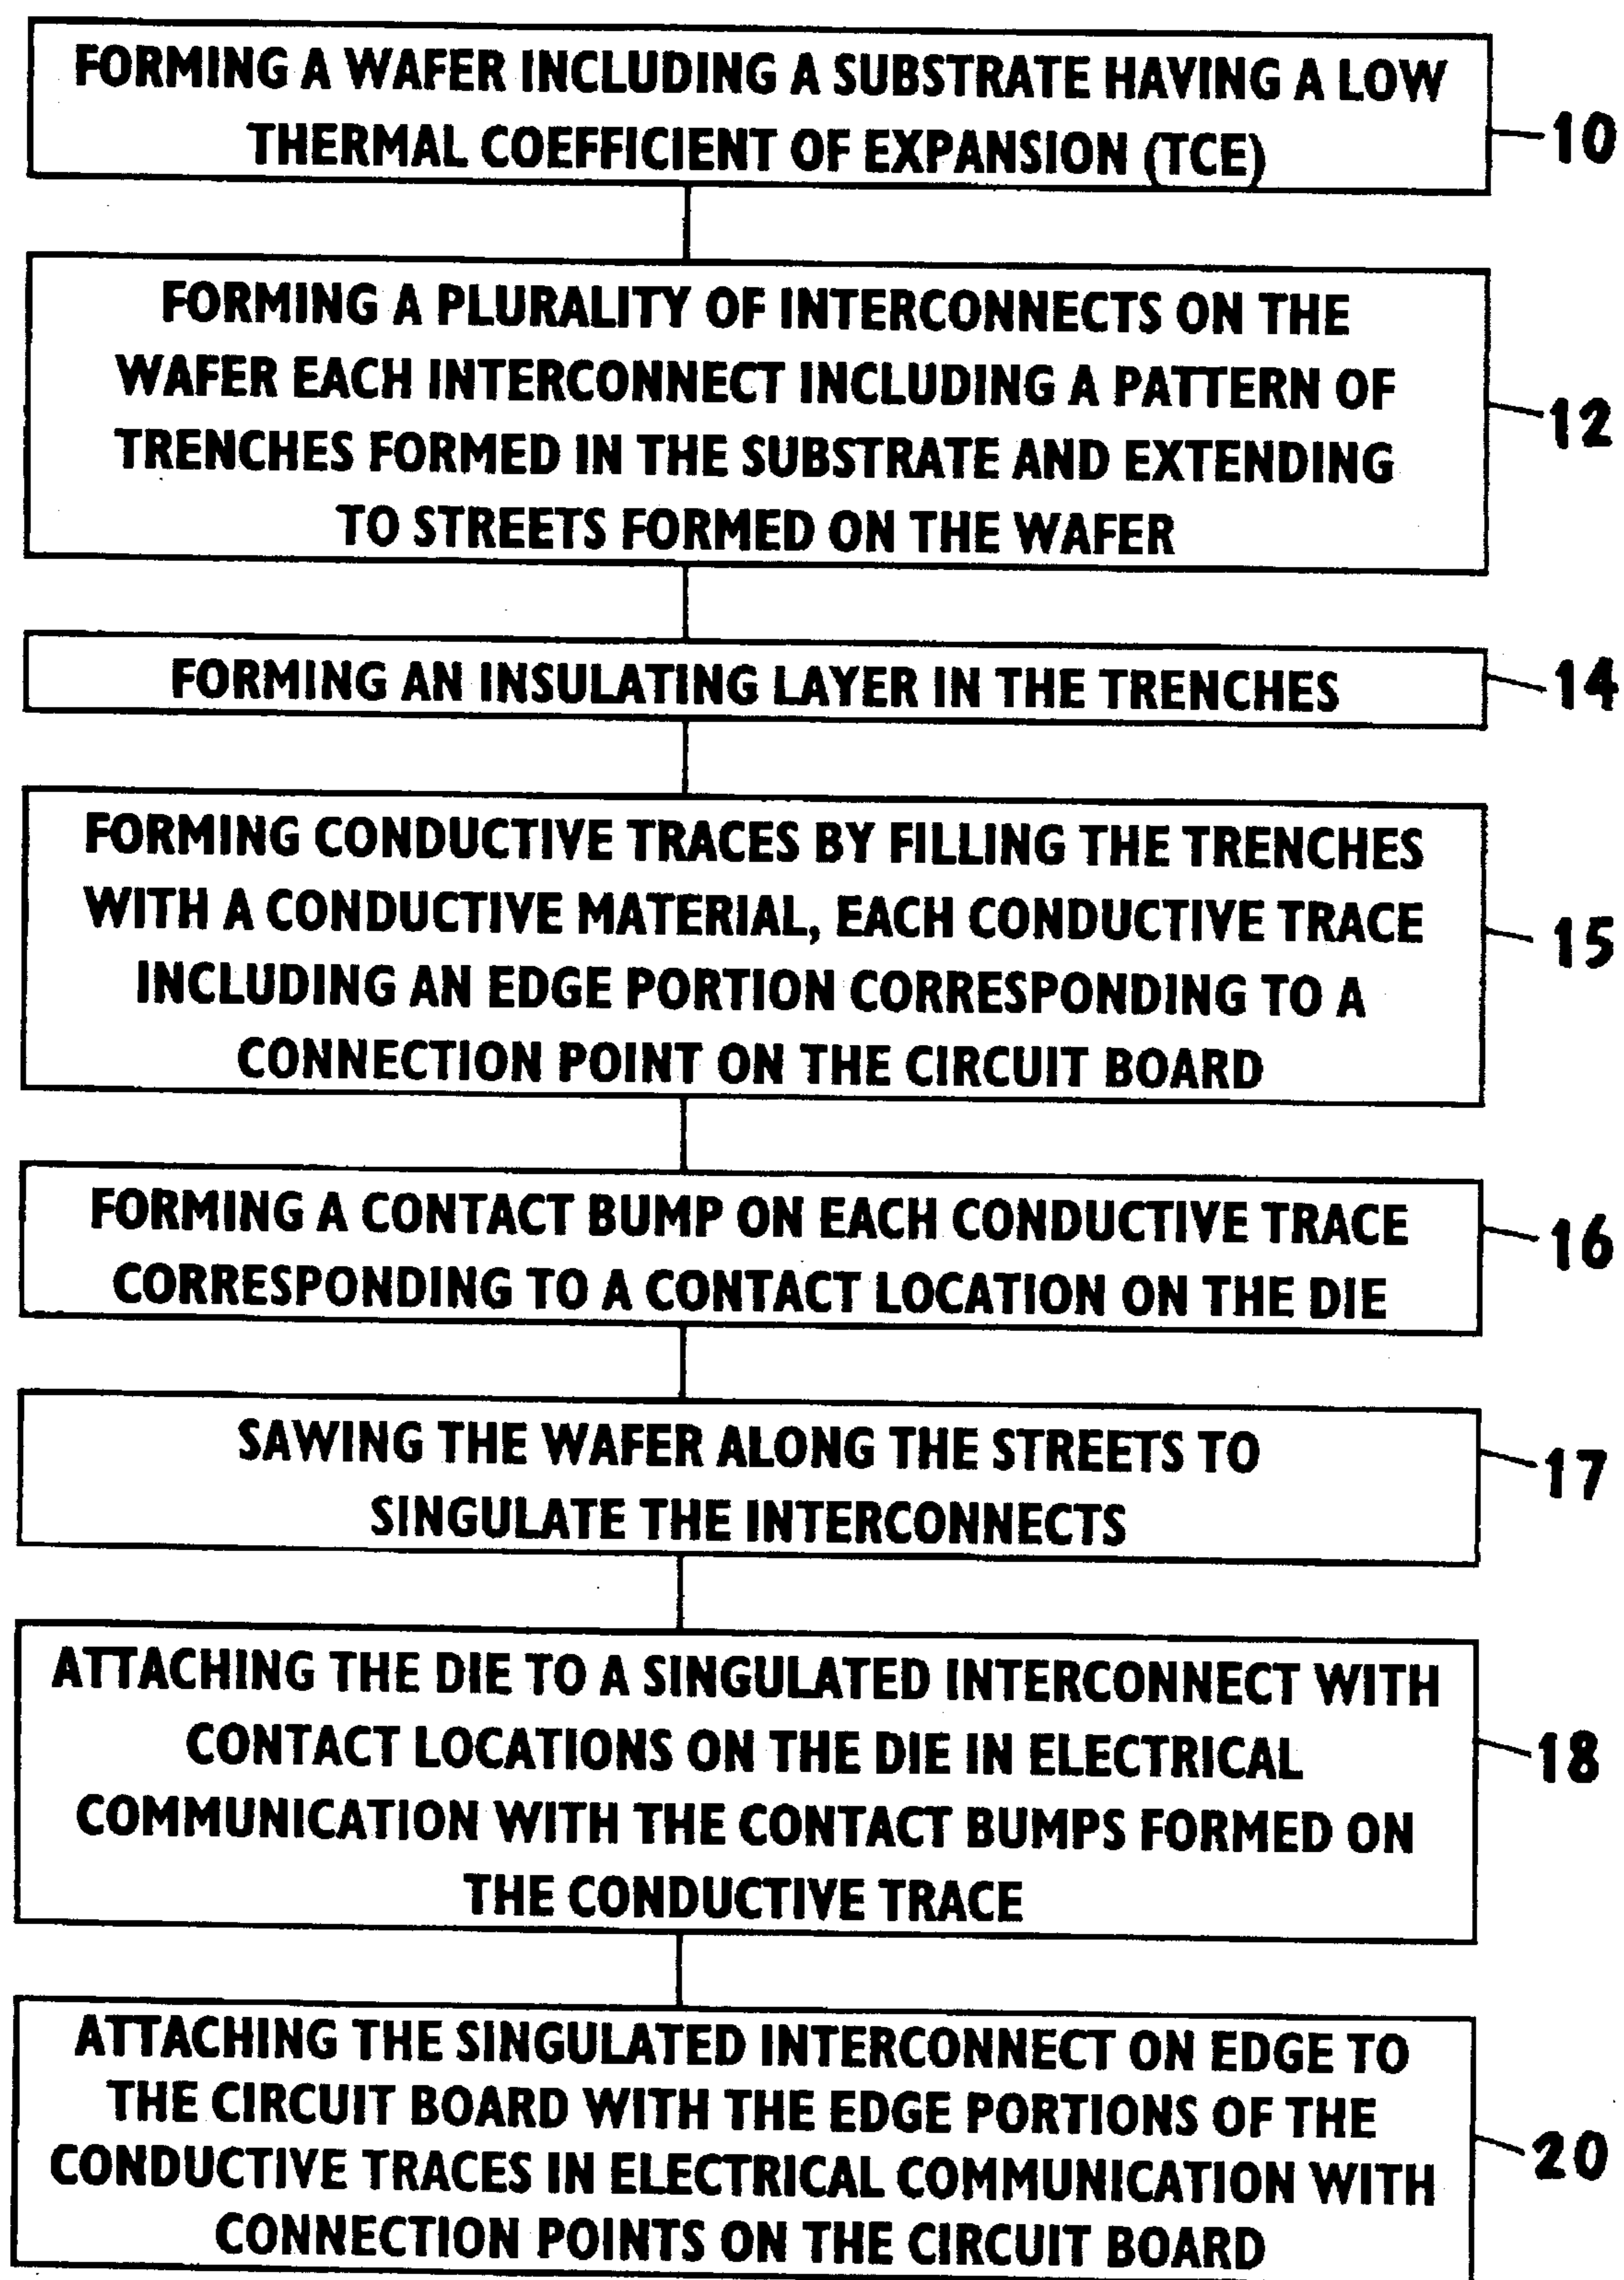 FORMING A WAFER INCLUDING A SUBSTRATE HAVING A LOW
THERMAL COEFFICIENT OF EXPANSION (TCE)
10
FORMING A PLURALITY OF INTERCONNECTS ON THE
WAFER EACH INTERCONNECT INCLUDING A PATTERN OF
TRENCHES FORMED IN THE SUBSTRATE AND EXTENDING
TO STREETS FORMED ON THE WAFER
12
FORMING AN INSULATING LAYER IN THE TRENCHES
14
FORMING CONDUCTIVE TRACES BY FILLING THE TRENCHES
WITH A CONDUCTIVE MATERIAL, EACH CONDUCTIVE TRACE
INCLUDING AN EDGE PORTION CORRESPONDING TO A
CONNECTION POINT ON THE CIRCUIT BOARD
15
FORMING A CONTACT BUMP ON EACH CONDUCTIVE TRACE
CORRESPONDING TO A CONTACT LOCATION ON THE DIE
16
SAWING THE WAFER ALONG THE STREETS TO
SINGULATE THE INTERCONNECTS
17
ATTACHING THE DIE TO A SINGULATED INTERCONNECT WITH
CONTACT LOCATIONS ON THE DIE IN ELECTRICAL
COMMUNICATION WITH THE CONTACT BUMPS FORMED ON
THE CONDUCTIVE TRACE
18
ATTACHING THE SINGULATED INTERCONNECT ON EDGE TO
THE CIRCUIT BOARD WITH THE EDGE PORTIONS OF THE
CONDUCTIVE TRACES IN ELECTRICAL COMMUNICATION WITH
CONNECTION POINTS ON THE CIRCUIT BOARD
20